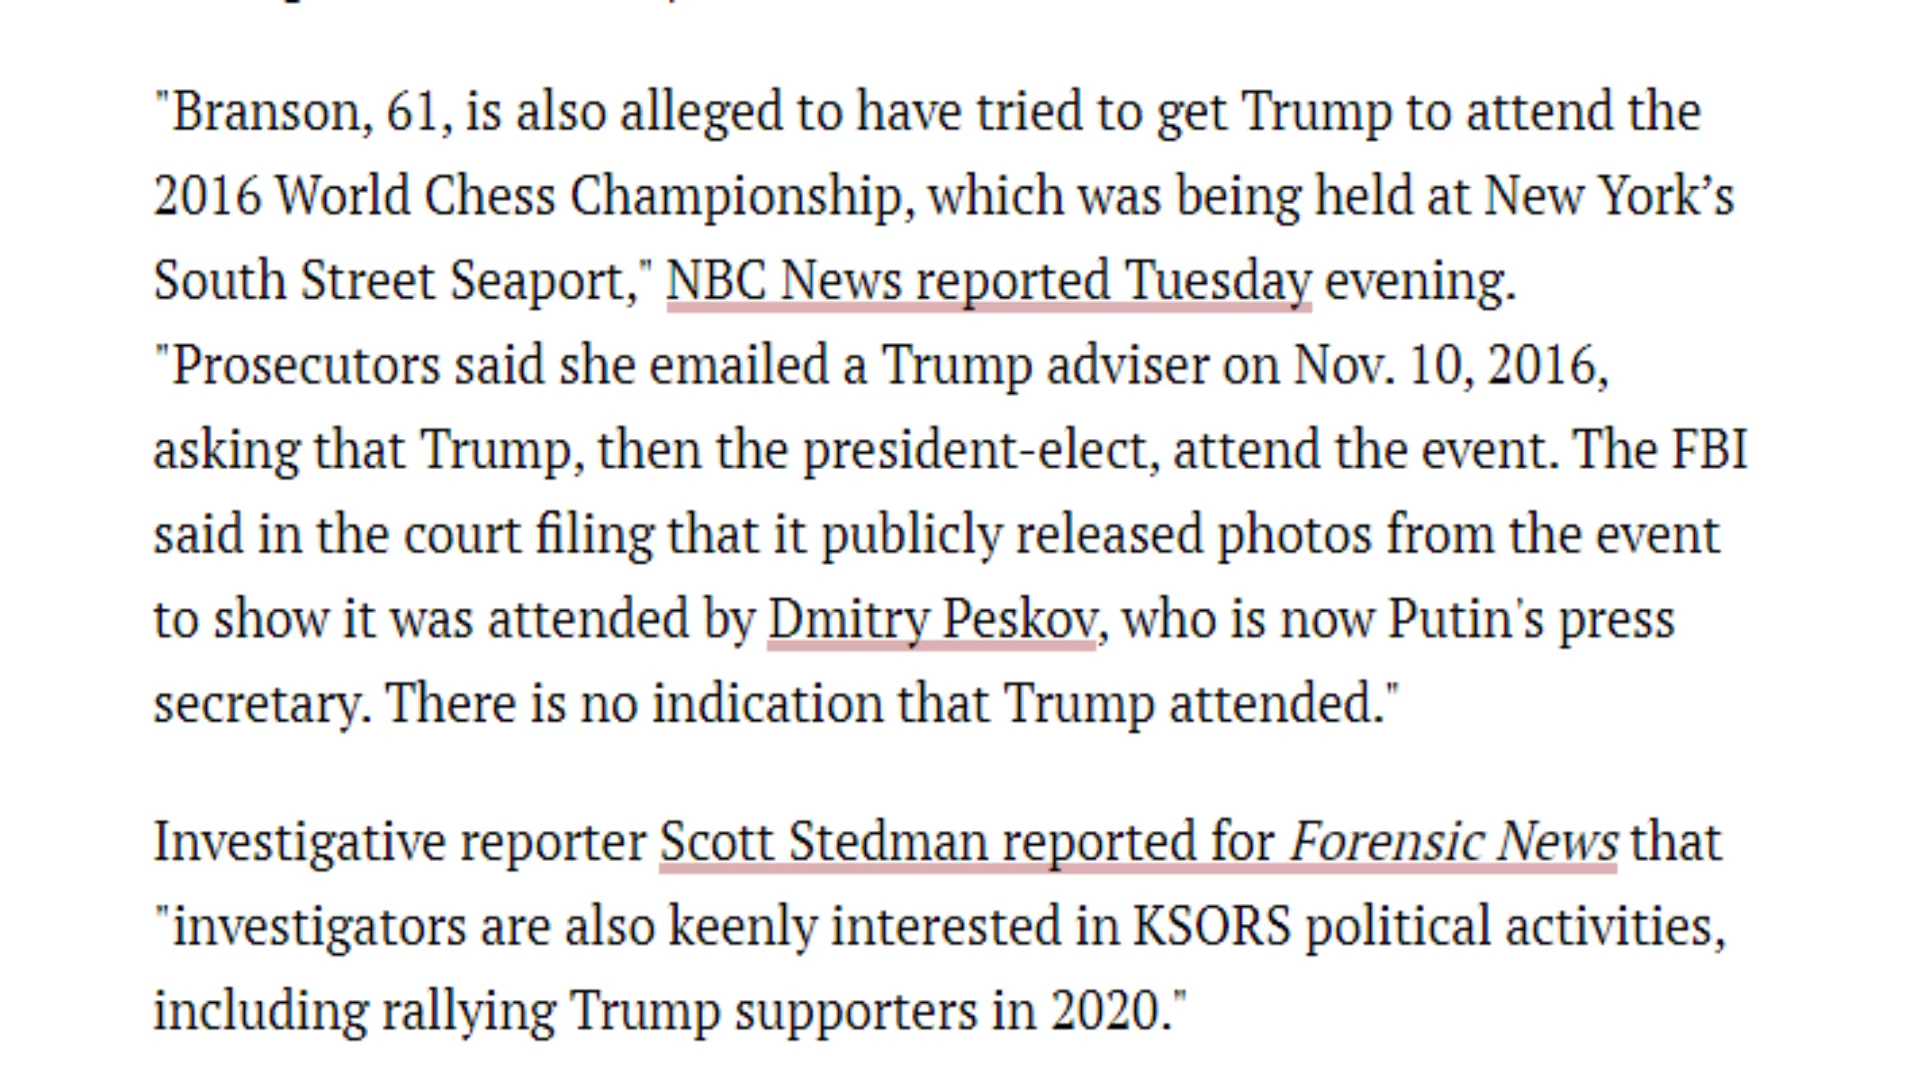 "Branson, 61, is also alleged to have tried to get Trump to attend the
2016 World Chess Championship, which was being held at New York’s
South Street Seaport," NBC News reported Tuesday evening.
"Prosecutors said she emailed a Trump adviser on Nov. 10, 2016,
asking that Trump, then the president-elect, attend the event. The FBI
said in the court filing that it publicly released photos from the event
to show it was attended by Dmitry Peskov, who is now Putin's press
secretary. There is no indication that Trump attended."
Investigative reporter Scott Stedman reported for Forensic News that
"investigators are also keenly interested in KSORS political activities,
including rallying Trump supporters in 2020."